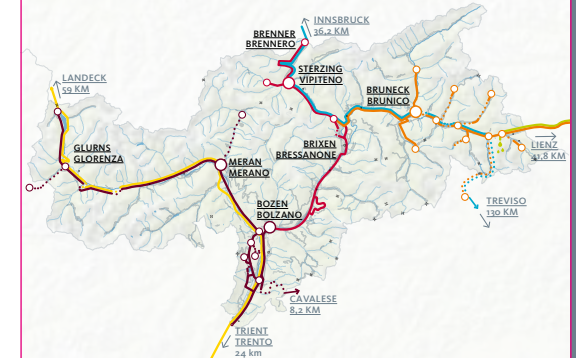 INNSBRUCK
36,2 KM
BRENNER
BRENNERO
STERZING
VIPITENO
LANDECK
59 KM
BRUNECK
BRUNICO
GLURNS
GLORENZA
BRIXEN
BRESSANONE
LIENZ
41,8 KM
MERAN
MERANO
TREVISO
130 KM
BOZEN
BOLZANO
CAVALESE
8,2 KM
TRIENT
TRENTO
24 km